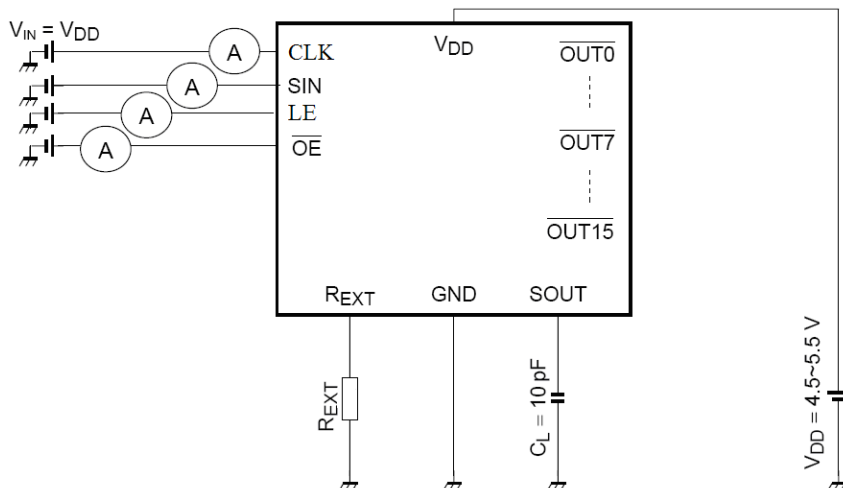 V_IN = V_DD
A
CLK
A
SIN
A
LE
A
OE
V_DD
OUT0
OUT7
OUT15
R_EXT
GND
SOUT
R_EXT
C_L = 10 pF
V_DD = 4.5~5.5 V